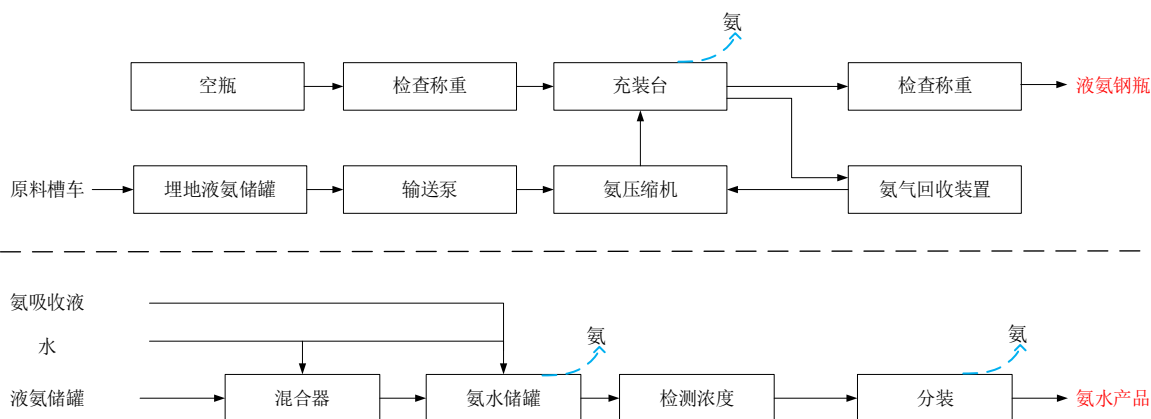 氨
空瓶
检查称重
充装台
检查称重
液氨钢瓶
原料槽车
埋地液氨储罐
输送泵
氨压缩机
氨气回收装置
氨吸收液
水
氨
氨
液氨储罐
混合器
氨水储罐
检测浓度
分装
氨水产品